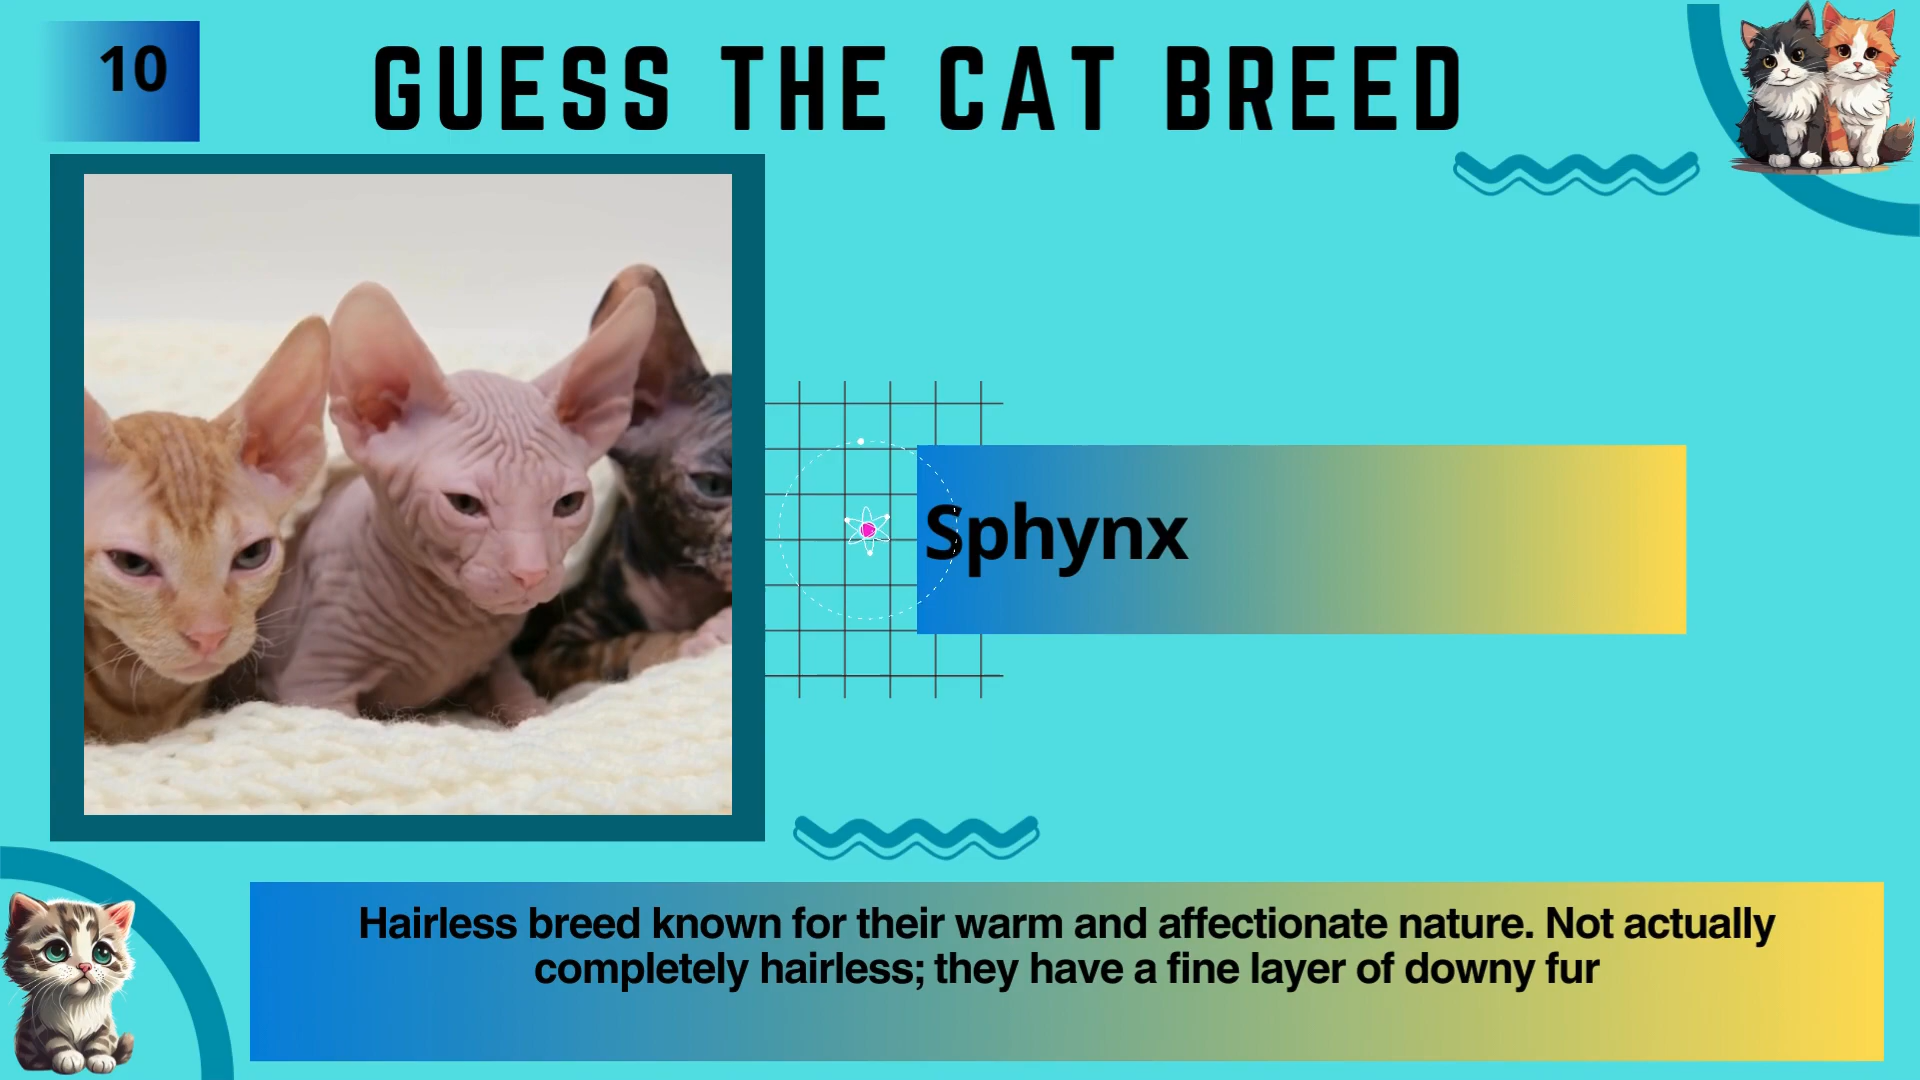 10
GUESS THE CAT BREED
Sphynx
Hairless breed known for their warm and affectionate nature. Not actually
completely hairless; they have a fine layer of downy fur